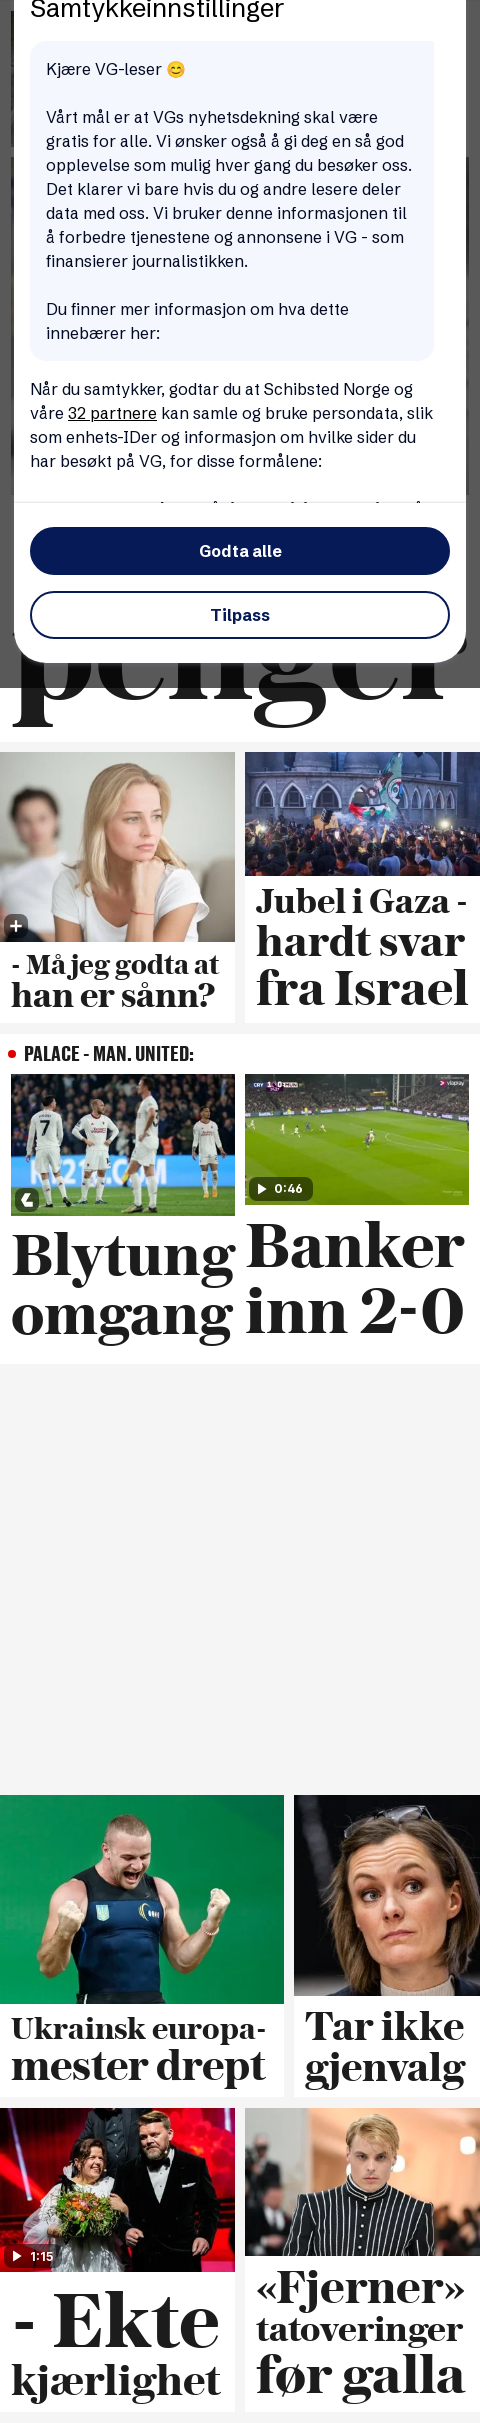 Samtykkeinnstillinger
Kjære VG-leser 😊
Vårt mål er at VGs nyhetsdekning skal være
gratis for alle. Vi ønsker også å gi deg en så god
opplevelse som mulig hver gang du besøker oss.
Det klarer vi bare hvis du og andre lesere deler
data med oss. Vi bruker denne informasjonen til
å forbedre tjenestene og annonsene i VG - som
finansierer journalistikken.
Du finner mer informasjon om hva dette
innebærer her:
Når du samtykker, godtar du at Schibsted Norge og
våre 32 partnere kan samle og bruke persondata, slik
som enhets-IDer og informasjon om hvilke sider du
har besøkt på VG, for disse formålene:
Godta alle
Tilpass
penger
- Må jeg godta at
han er sånn?
Jubel i Gaza -
hardt svar
fra Israel
PALACE - MAN. UNITED:
7
CRY
viaplay
0:46
Blytung
omgang
Banker
inn 2-0
Ukrainsk europa-
mester drept
Tar ikke
gjenvalg
1:15
- Ekte
kjærlighet
«Fjerner»
tatoveringer
før galla